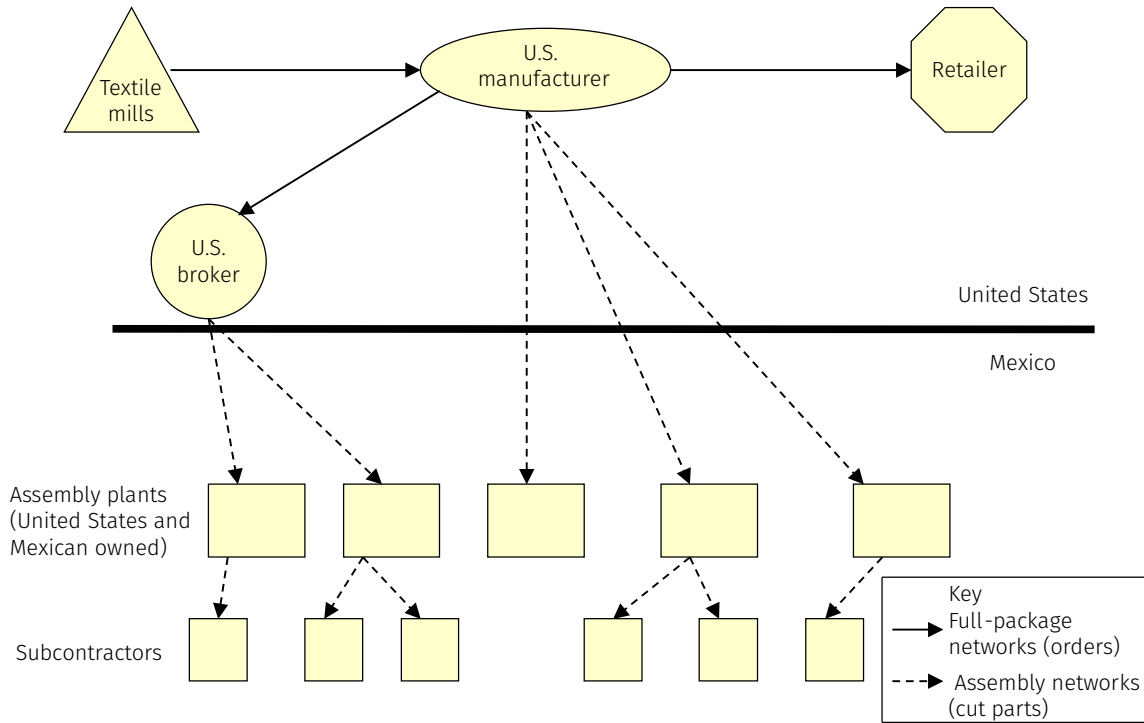 Textile
mills
U.S.
manufacturer
Retailer
U.S.
broker
United States
Mexico
Assembly plants
(United States and
Mexican owned)
Subcontractors
Key
Full-package
networks (orders)
Assembly networks
(cut parts)